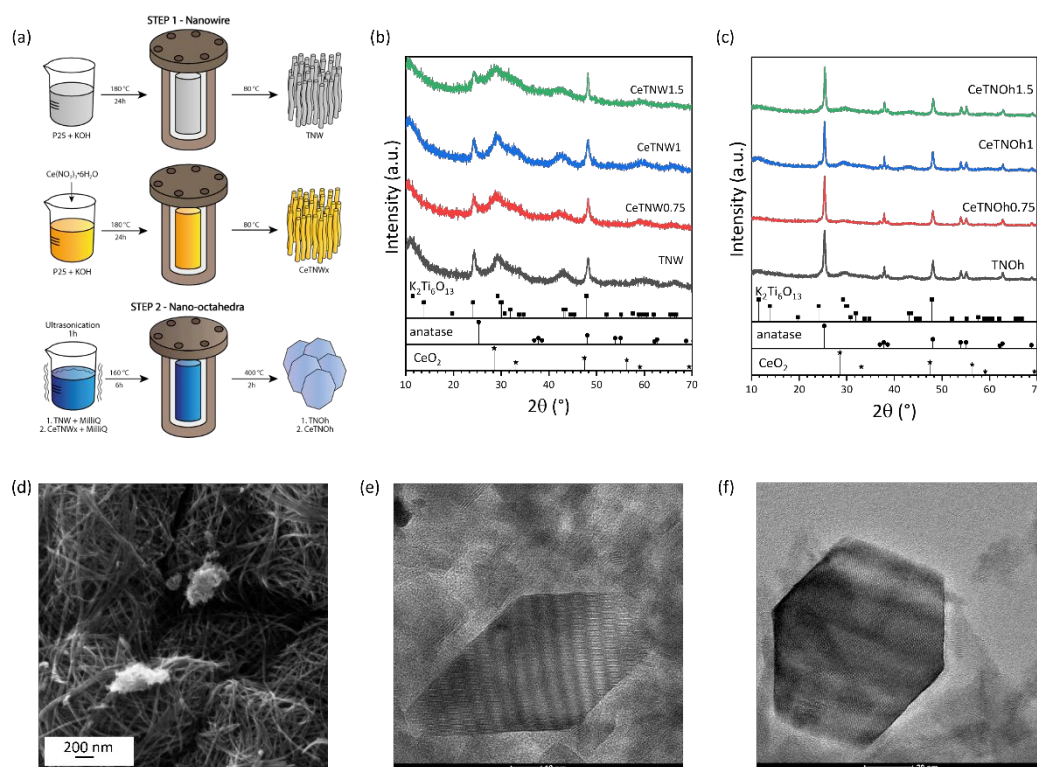 (a)
STEP 1 - Nanowire
180 °C
24h
80 °C
P25 + KOH
TNW
Ce(NO₃)₃•6H₂O
180 °C
24h
80 °C
P25 + KOH
CeTNWx
STEP 2 - Nano-octahedra
Ultrasonication
1h
160 °C
6h
400 °C
2h
1. TNW + MilliQ
2. CeTNWx + MilliQ
1. TNOh
2. CeTNOh
(b)
Intensity (a.u.)
CeTNW1.5
CeTNW1
CeTNW0.75
TNW
K₂Ti₆O₁₃
anatase
CeO₂
10 20 30 40 50 60 70
2θ (°)
(c)
Intensity (a.u.)
CeTNOh1.5
CeTNOh1
CeTNOh0.75
TNOh
K₂Ti₆O₁₃
anatase
CeO₂
10 20 30 40 50 60 70
2θ (°)
(d)
200 nm
(e)
(f)